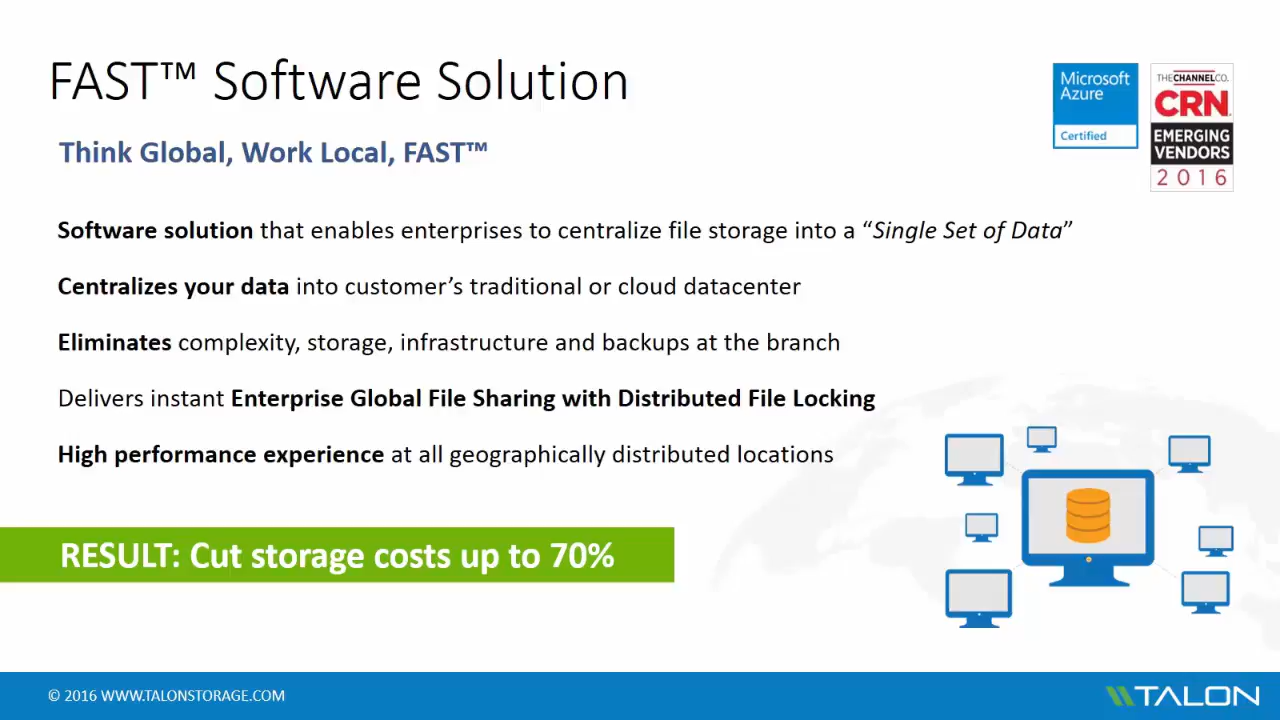 FAST™ Software Solution
Think Global, Work Local, FAST™
Microsoft
Azure
Certified
THE CHANNEL CO.
CRN
EMERGING
VENDORS
2016
Software solution that enables enterprises to centralize file storage into a “Single Set of Data”
Centralizes your data into customer’s traditional or cloud datacenter
Eliminates complexity, storage, infrastructure and backups at the branch
Delivers instant Enterprise Global File Sharing with Distributed File Locking
High performance experience at all geographically distributed locations
RESULT: Cut storage costs up to 70%
© 2016 WWW.TALONSTORAGE.COM
TALON